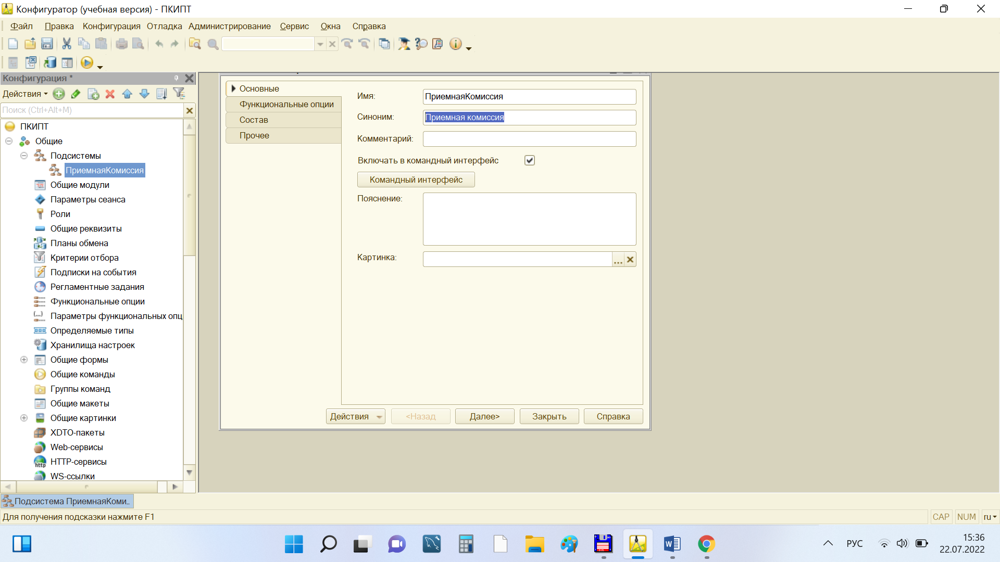 Конфигуратор (учебная версия) - ПКИПТ
Файл Правка Конфигурация Отладка Администрирование Сервис Окна Справка
Конфигурация *
Действия
Поиск (Ctrl+Alt+M)
ПКИПТ
Общие
Подсистемы
ПриемнаяКомиссия
Общие модули
Параметры сеанса
Роли
Общие реквизиты
Планы обмена
Критерии отбора
Подписки на события
Регламентные задания
Функциональные опции
Параметры функциональных опц
Определяемые типы
Хранилища настроек
Общие формы
Общие команды
Группы команд
Общие макеты
Общие картинки
XDTO-пакеты
Web-сервисы
HTTP-сервисы
WS-ссылки
Основные
Функциональные опции
Состав
Прочее
Имя: ПриемнаяКомиссия
Синоним: Приемная комиссия
Комментарий:
Включать в командный интерфейс
Командный интерфейс
Пояснение:
Картинка:
...
Действия <Назад Далее> Закрыть Справка
Подсистема ПриемнаяКоми...
Для получения подсказки нажмите F1
CAP NUM ru
РУС
15:36
22.07.2022